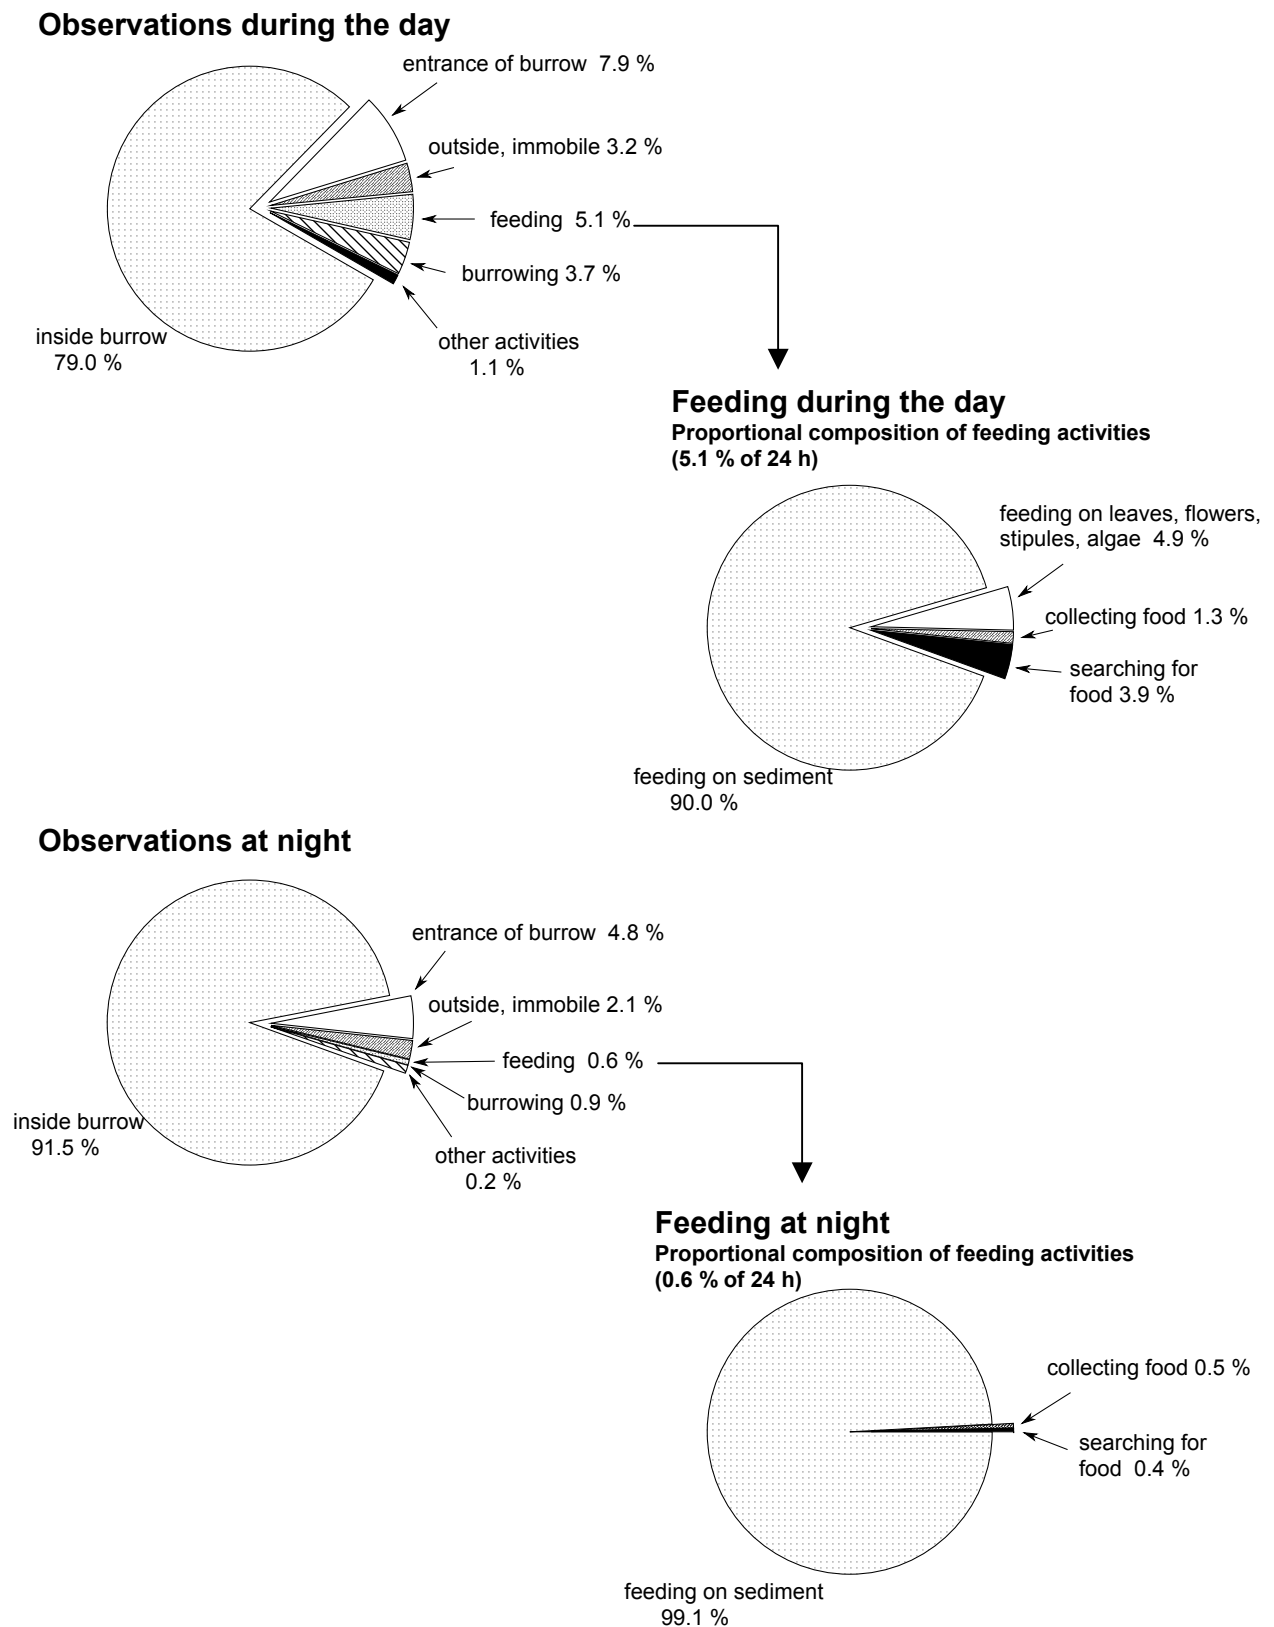 Observations during the day
entrance of burrow 7.9 %
outside, immobile 3.2 %
feeding 5.1 %
burrowing 3.7 %
other activities
1.1 %
inside burrow
79.0 %
Feeding during the day
Proportional composition of feeding activities
(5.1 % of 24 h)
feeding on leaves, flowers,
stipules, algae 4.9 %
collecting food 1.3 %
searching for
food 3.9 %
feeding on sediment
90.0 %
Observations at night
entrance of burrow 4.8 %
outside, immobile 2.1 %
feeding 0.6 %
burrowing 0.9 %
other activities
0.2 %
inside burrow
91.5 %
Feeding at night
Proportional composition of feeding activities
(0.6 % of 24 h)
collecting food 0.5 %
searching for
food 0.4 %
feeding on sediment
99.1 %